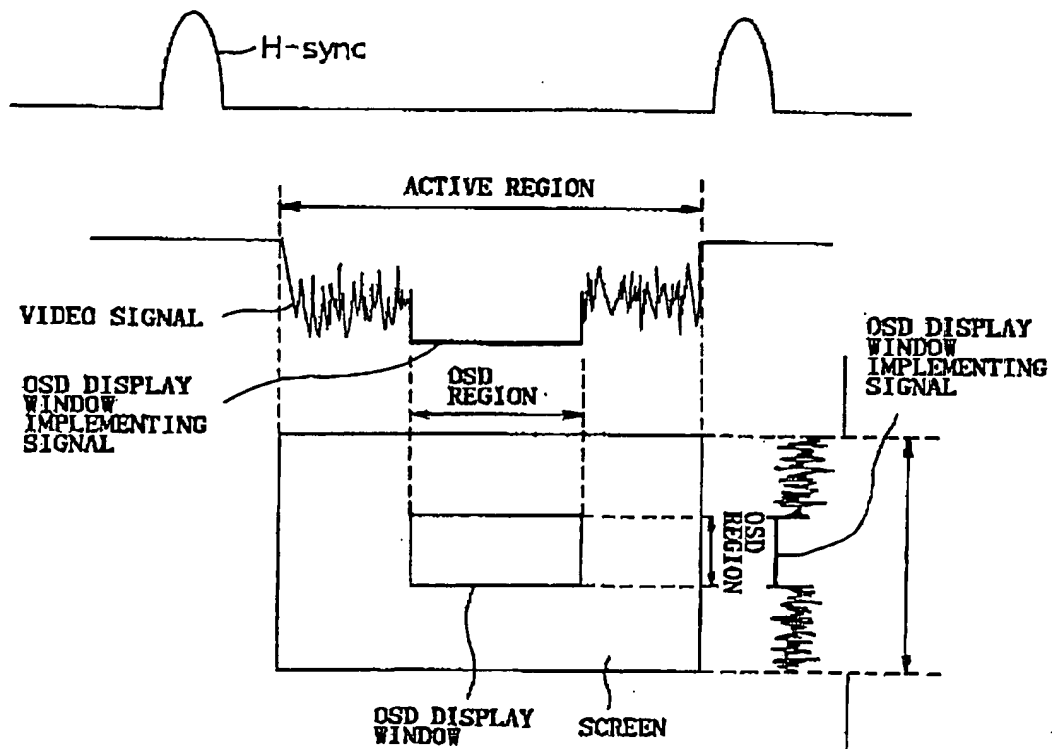 H-sync
ACTIVE REGION
VIDEO SIGNAL
OSD DISPLAY
WINDOW
IMPLEMENTING
SIGNAL
OSD DISPLAY
WINDOW
IMPLEMENTING
SIGNAL
OSD
REGION
OSD
REGION
OSD DISPLAY
WINDOW
SCREEN